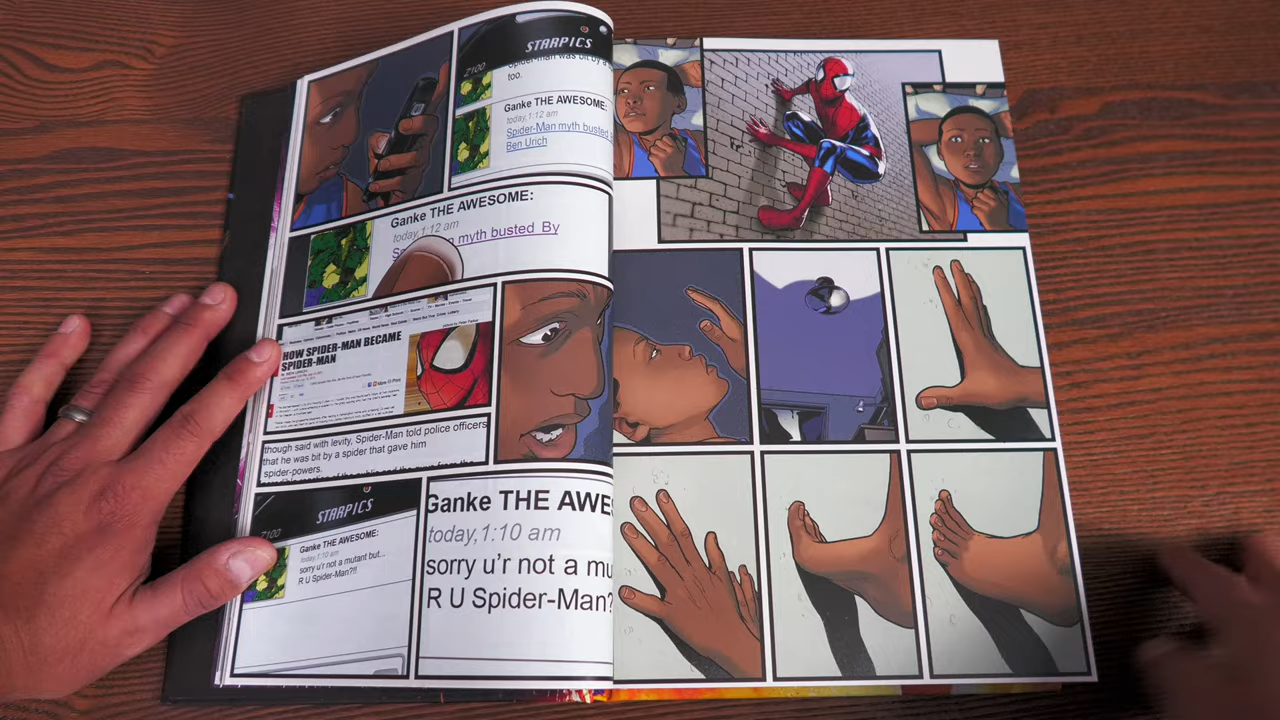 STARPICS
Z100
Spider-man was bit by a
too.
Ganke THE AWESOME:
today,1:12 am
Spider-Man myth busted
Ben Urich
Ganke THE AWESOME:
today,1:12 am
myth busted By
HOW SPIDER-MAN BECAME
SPIDER-MAN
though said with levity, Spider-Man told police officers
that he was bit by a spider that gave him
spider-powers.
STARPICS
Z100
Ganke THE AWESOME:
today,1:10 am
sorry u'r not a mutant but...
R U Spider-Man?!!
Ganke THE AWES
today,1:10 am
sorry u'r not a mu
R U Spider-Man?